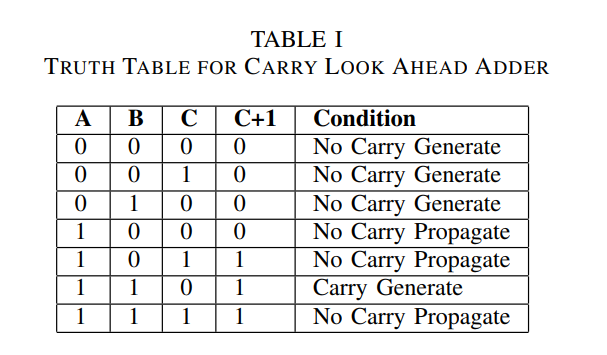 TABLE I
TRUTH TABLE FOR CARRY LOOK AHEAD ADDER
A B C C+1 Condition
0 0 0 0 No Carry Generate
0 0 1 0 No Carry Generate
0 1 0 0 No Carry Generate
1 0 0 0 No Carry Propagate
1 0 1 1 No Carry Propagate
1 1 0 1 Carry Generate
1 1 1 1 No Carry Propagate